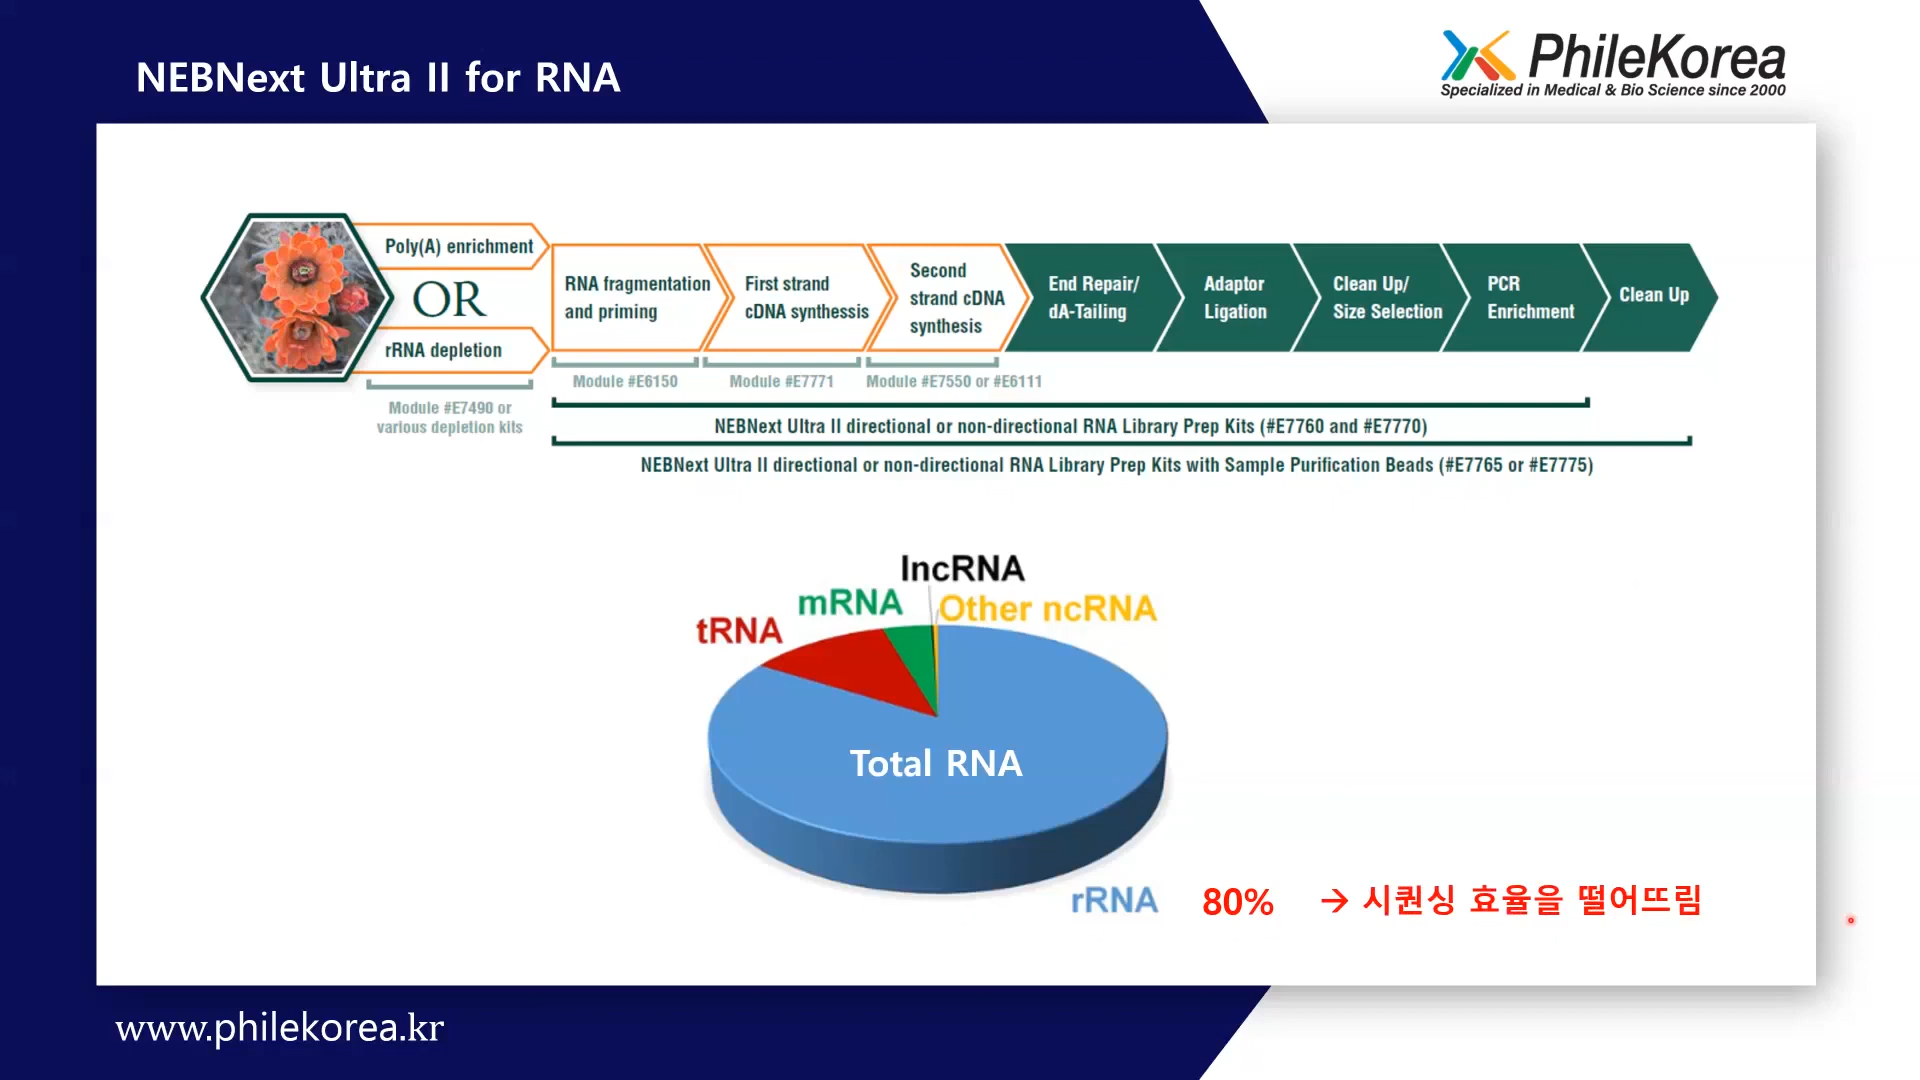 NEBNext Ultra II for RNA
PhileKorea
Specialized in Medical & Bio Science since 2000
Poly(A) enrichment
OR
rRNA depletion
Module #E7490 or
various depletion kits
RNA fragmentation
and priming
First strand
cDNA synthessis
Second
strand cDNA
synthesis
End Repair/
dA-Tailing
Adaptor
Ligation
Clean Up/
Size Selection
PCR
Enrichment
Clean Up
Module #E6150
Module #E7771
Module #E7550 or #E6111
NEBNext Ultra II directional or non-directional RNA Library Prep Kits (#E7760 and #E7770)
NEBNext Ultra II directional or non-directional RNA Library Prep Kits with Sample Purification Beads (#E7765 or #E7775)
lncRNA
mRNA
Other ncRNA
tRNA
Total RNA
rRNA 80% → 시퀀싱 효율을 떨어뜨림
www.philekorea.kr